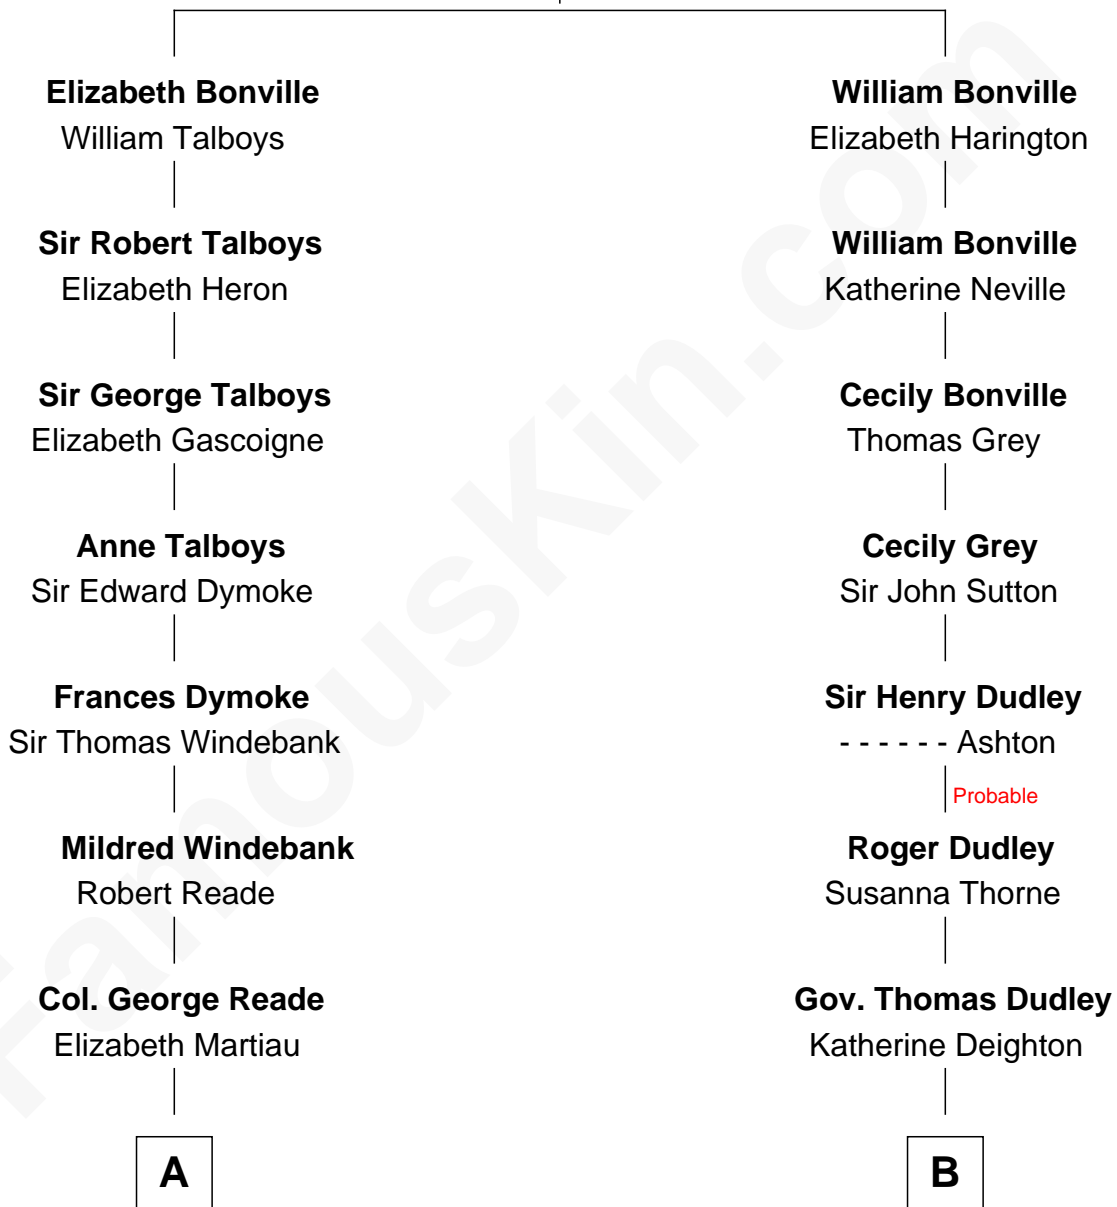 Elizabeth Bonville
William Talboys
William Bonville
Elizabeth Harington
Sir Robert Talboys
Elizabeth Heron
William Bonville
Katherine Neville
Sir George Talboys
Elizabeth Gascoigne
Cecily Bonville
Thomas Grey
Anne Talboys
Sir Edward Dymoke
Cecily Grey
Sir John Sutton
Frances Dymoke
Sir Thomas Windebank
Sir Henry Dudley
- - - - - - Ashton
Probable
Mildred Windebank
Robert Reade
Roger Dudley
Susanna Thorne
Col. George Reade
Elizabeth Martiau
Gov. Thomas Dudley
Katherine Deighton
A
B
FamousKin.com